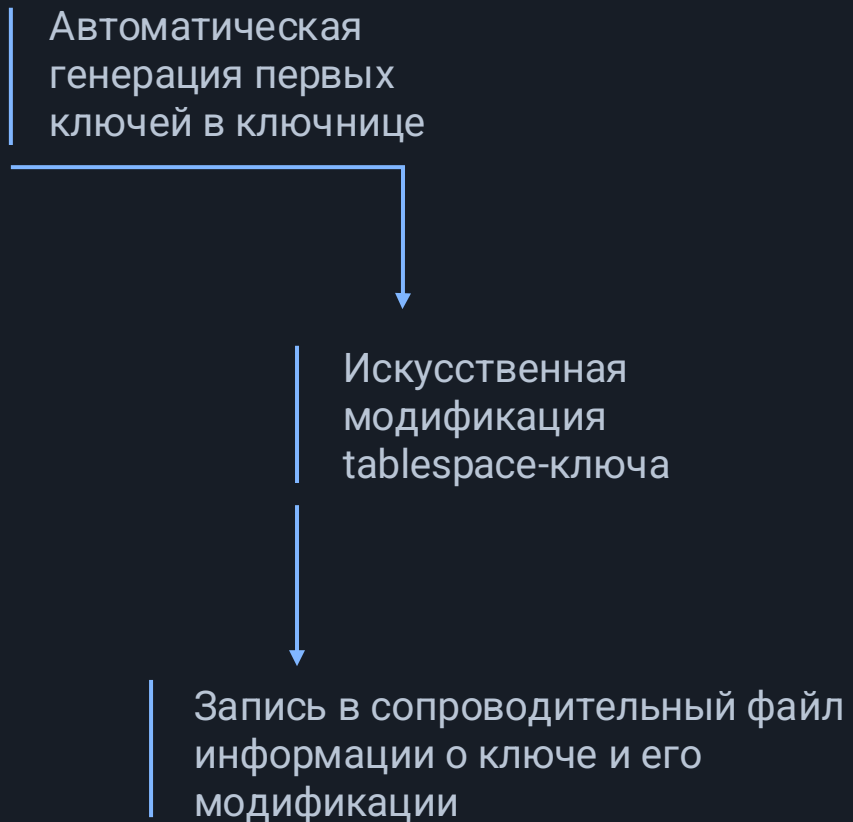 Автоматическая
генерация первых
ключей в ключнице
Искусственная
модификация
tablespace-ключа
Запись в сопроводительный файл
информации о ключе и его
модификации